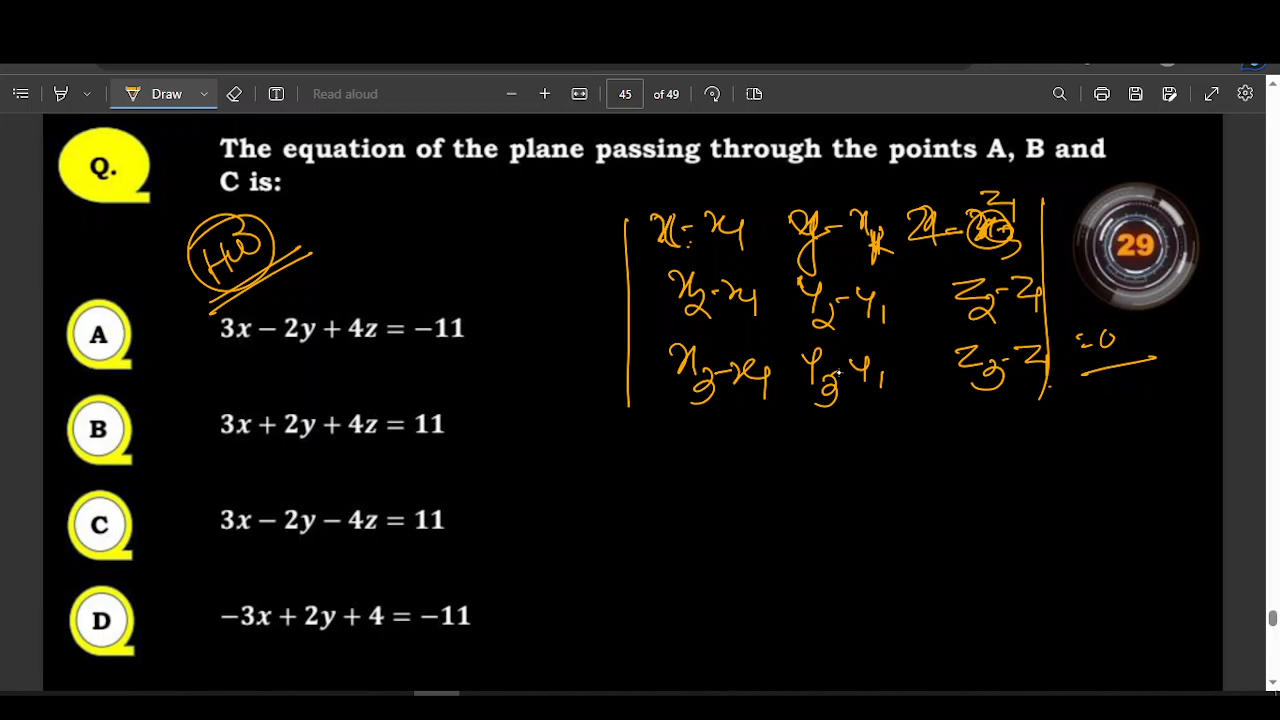 Draw
Read aloud
45 of 49
Q. The equation of the plane passing through the points A, B and
C is:
29
HW
x - x₁
x₂ - x₁ y₂ - y₁ z₂ - z₁
x₃ - x₁ y₃ - y₁ z₃ - z₁
=0
A 3x − 2y + 4z = −11
B 3x + 2y + 4z = 11
C 3x − 2y − 4z = 11
D −3x + 2y + 4 = −11